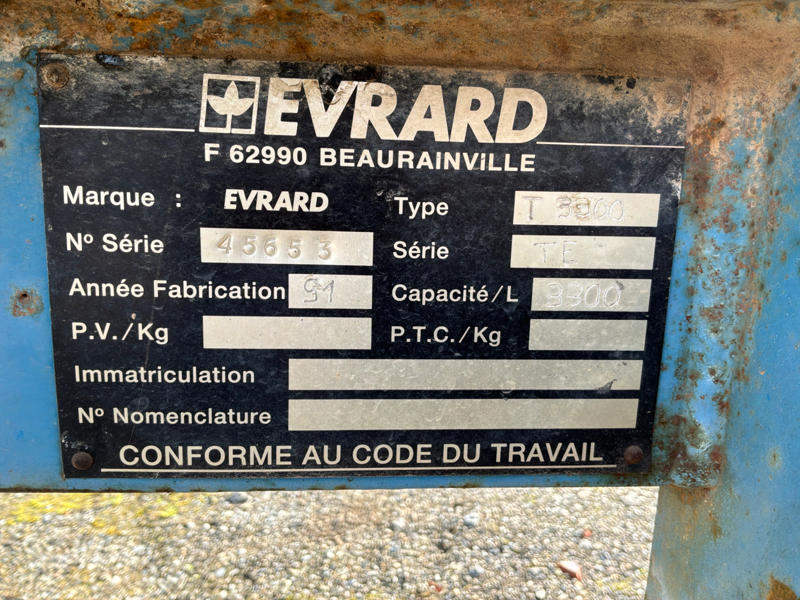 EVRARD
F 62990 BEAURAINVILLE
Marque : EVRARD
Type T 3300
N° Série 45653
Série TE
Année Fabrication 91
Capacité/L 3300
P.V./Kg
P.T.C./Kg
Immatriculation
N° Nomenclature
CONFORME AU CODE DU TRAVAIL